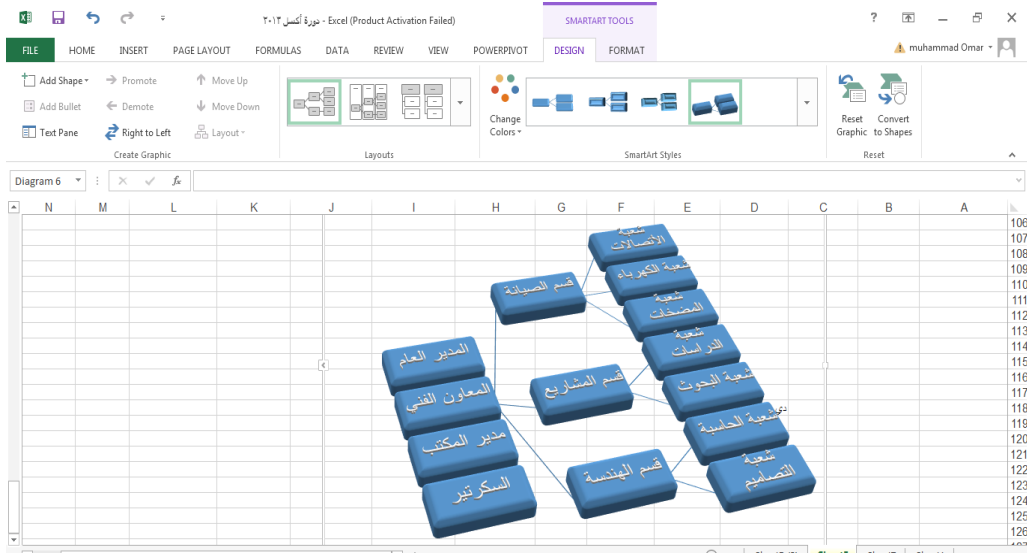 دورة أكسل ٢٠١٣ - Excel (Product Activation Failed)
SMARTART TOOLS
FILE HOME INSERT PAGE LAYOUT FORMULAS DATA REVIEW VIEW POWERPIVOT DESIGN FORMAT
muhammad Omar
Add Shape Promote Move Up
Add Bullet Demote Move Down
Text Pane Right to Left Layout
Create Graphic
Layouts
Change
Colors
SmartArt Styles
Reset
Graphic
Convert
to Shapes
Reset
Diagram 6
fx
N M L K J I H G F E D C B A
106
107
108
109
110
111
112
113
114
115
116
117
118
119
120
121
122
123
124
125
126
شعبة
الأتصالات
شعبة الكهرباء
قسم الصيانة
شعبة
المضخات
شعبة
الدراسات
المدير العام
شعبة البحوث
قسم المشاريع
المعاون الفني
دي
شعبة الحاسبة
مدير المكتب
شعبة
التصاميم
قسم الهندسة
السكرتير